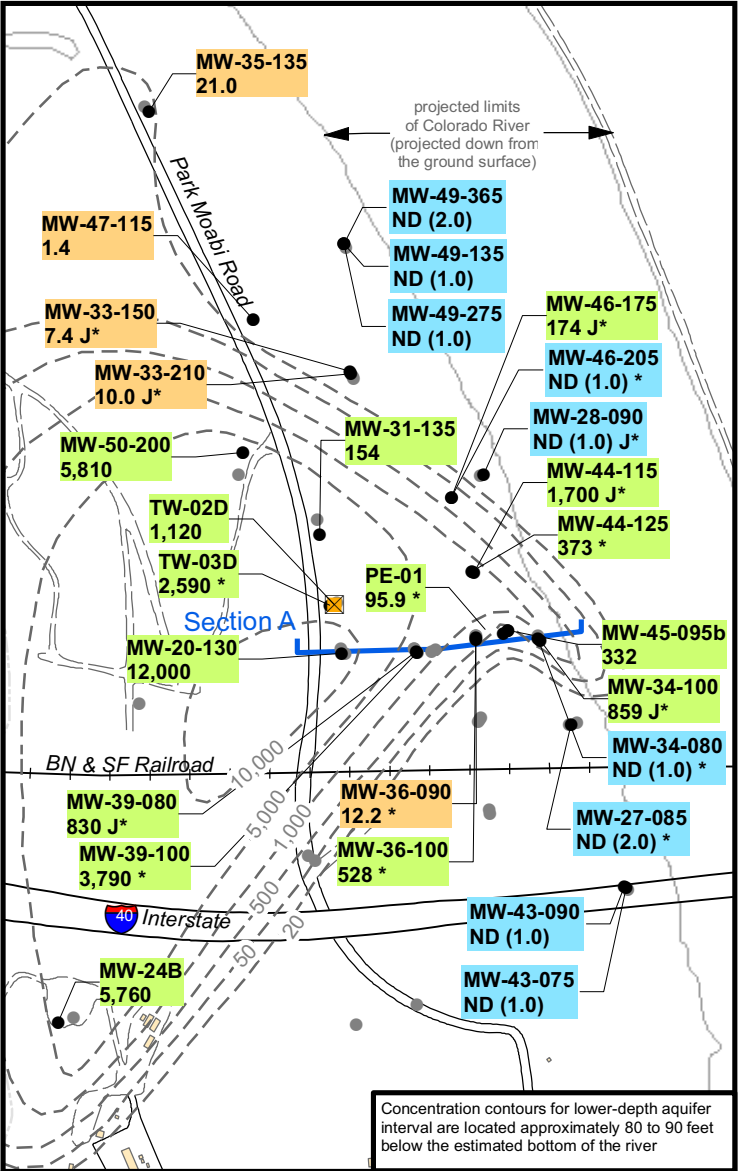 MW-35-135
21.0
projected limits
of Colorado River
(projected down from
the ground surface)
Park Moabi Road
MW-49-365
ND (2.0)
MW-47-115
1.4
MW-49-135
ND (1.0)
MW-49-275
ND (1.0)
MW-46-175
174 J*
MW-33-150
7.4 J*
MW-46-205
ND (1.0) *
MW-33-210
10.0 J*
MW-28-090
ND (1.0) J*
MW-31-135
154
MW-50-200
5,810
MW-44-115
1,700 J*
TW-02D
1,120
MW-44-125
373 *
TW-03D
2,590 *
PE-01
95.9 *
Section A
MW-20-130
12,000
MW-45-095b
332
MW-34-100
859 J*
BN & SF Railroad
10,000
MW-34-080
ND (1.0) *
MW-39-080
830 J*
5,000
MW-36-090
12.2 *
MW-27-085
ND (2.0) *
1,000
MW-39-100
3,790 *
MW-36-100
528 *
500
40
Interstate
20
50
MW-43-090
ND (1.0)
MW-24B
5,760
MW-43-075
ND (1.0)
Concentration contours for lower-depth aquifer
interval are located approximately 80 to 90 feet
below the estimated bottom of the river